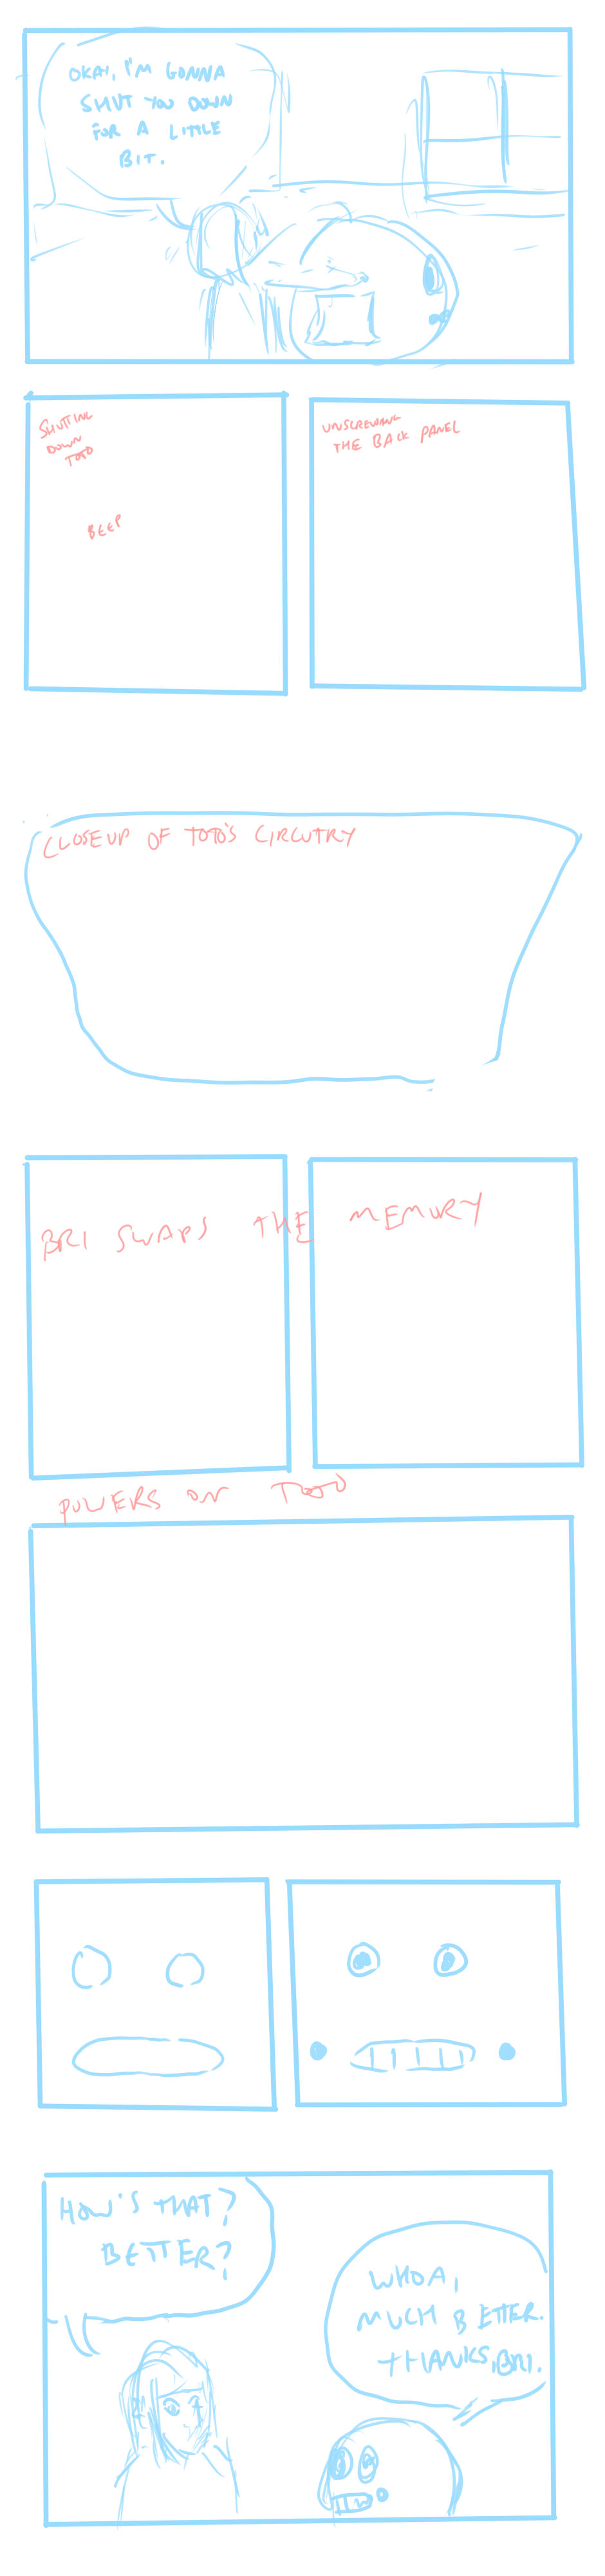 OKAY, I'M GONNA
SHUT YOU DOWN
FOR A LITTLE
BIT.
SHUTTING
DOWN
TOTO
BEEP
UNSCREWING
THE BACK PANEL
CLOSEUP OF TOTO'S CIRCUTRY
BRI SWAPS THE MEMORY
POWERS ON TOTO
HOW'S THAT?
BETTER?
WHOA,
MUCH BETTER.
THANKS, BRI.